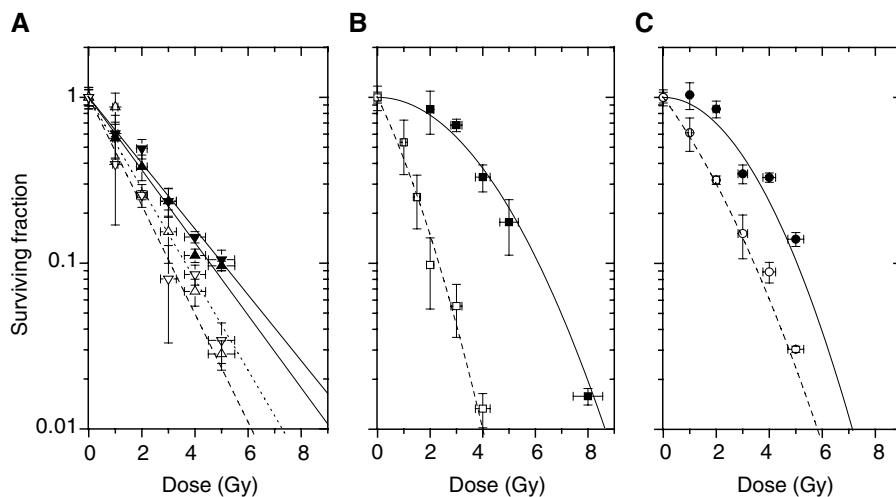 A
B
C
Surviving fraction
1
0.1
0.01
0 2 4 6 8
0 2 4 6 8
0 2 4 6 8
Dose (Gy)
Dose (Gy)
Dose (Gy)